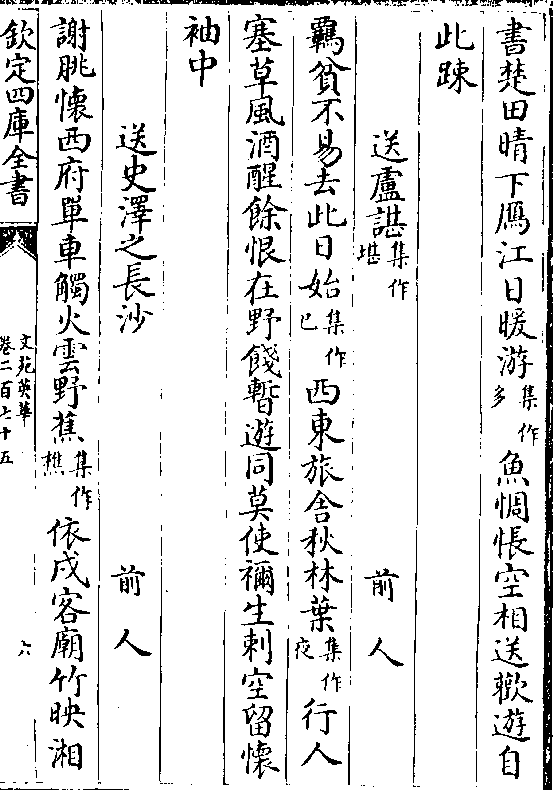 書楚田晴下鴈江日暖游集作多魚惆悵空相送歡遊自
此踈
送盧諶集作堪 前人
羈貧不易去此日始集作已西東旅舎秋林葉集作夜行人
塞草風酒醒餘恨在野餞暫遊同莫使禰生刺空留懷
袖中
送史澤之長沙 前人
謝朓懷西府單車觸火雲野蕉集作樵依戍客廟竹映湘
欽定四庫全書
文苑英華
卷二百七十五
六